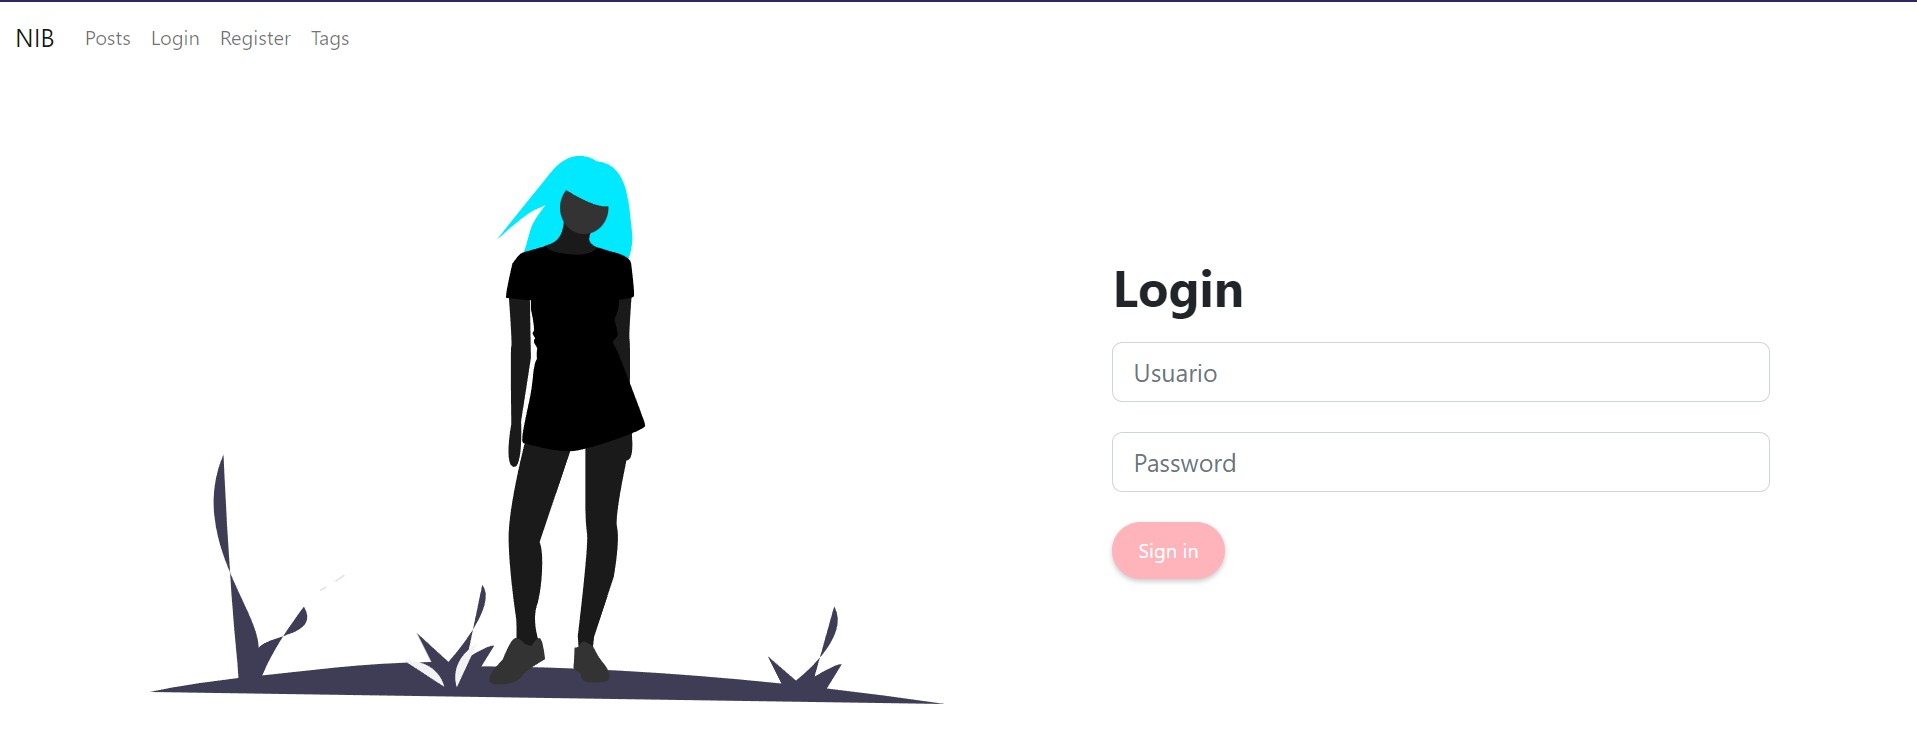 NIB Posts Login Register Tags
Login
Usuario
Password
Sign in